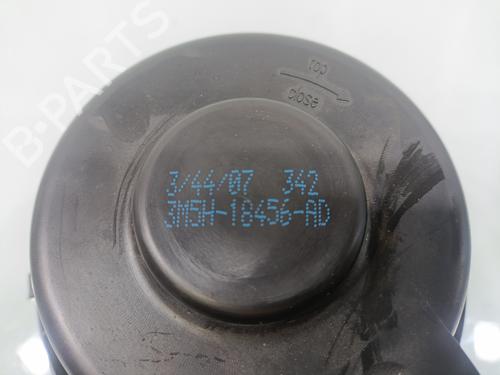 B-PARTS
top
close
3/44/07 342
3M5H-18456-AD